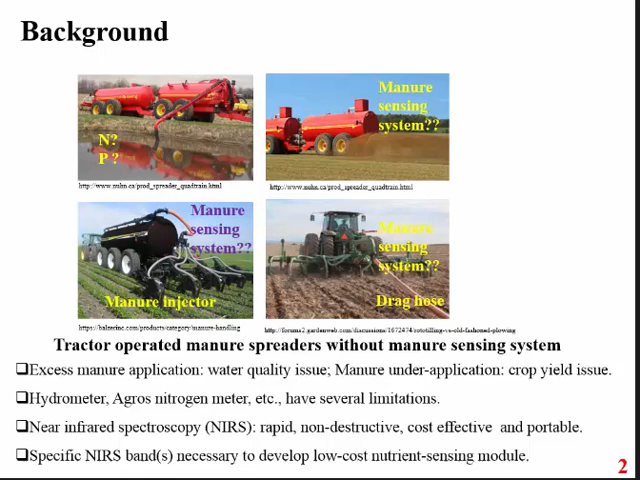 Background
N?
P ?
Manure
sensing
system??
http://www.nuhn.ca/prod_spreader_quadtrain.html
http://www.nuhn.ca/prod_spreader_quadtrain.html
Manure
sensing
system??
Manure injector
Manure
sensing
system??
Drag hose
https://balzerinc.com/products/category/manure-handling
http://forums2.gardenweb.com/discussions/1672474/rototilling-vs-old-fashoned-plowing
Tractor operated manure spreaders without manure sensing system
❑Excess manure application: water quality issue; Manure under-application: crop yield issue.
❑Hydrometer, Agros nitrogen meter, etc., have several limitations.
❑Near infrared spectroscopy (NIRS): rapid, non-destructive, cost effective and portable.
❑Specific NIRS band(s) necessary to develop low-cost nutrient-sensing module.
2